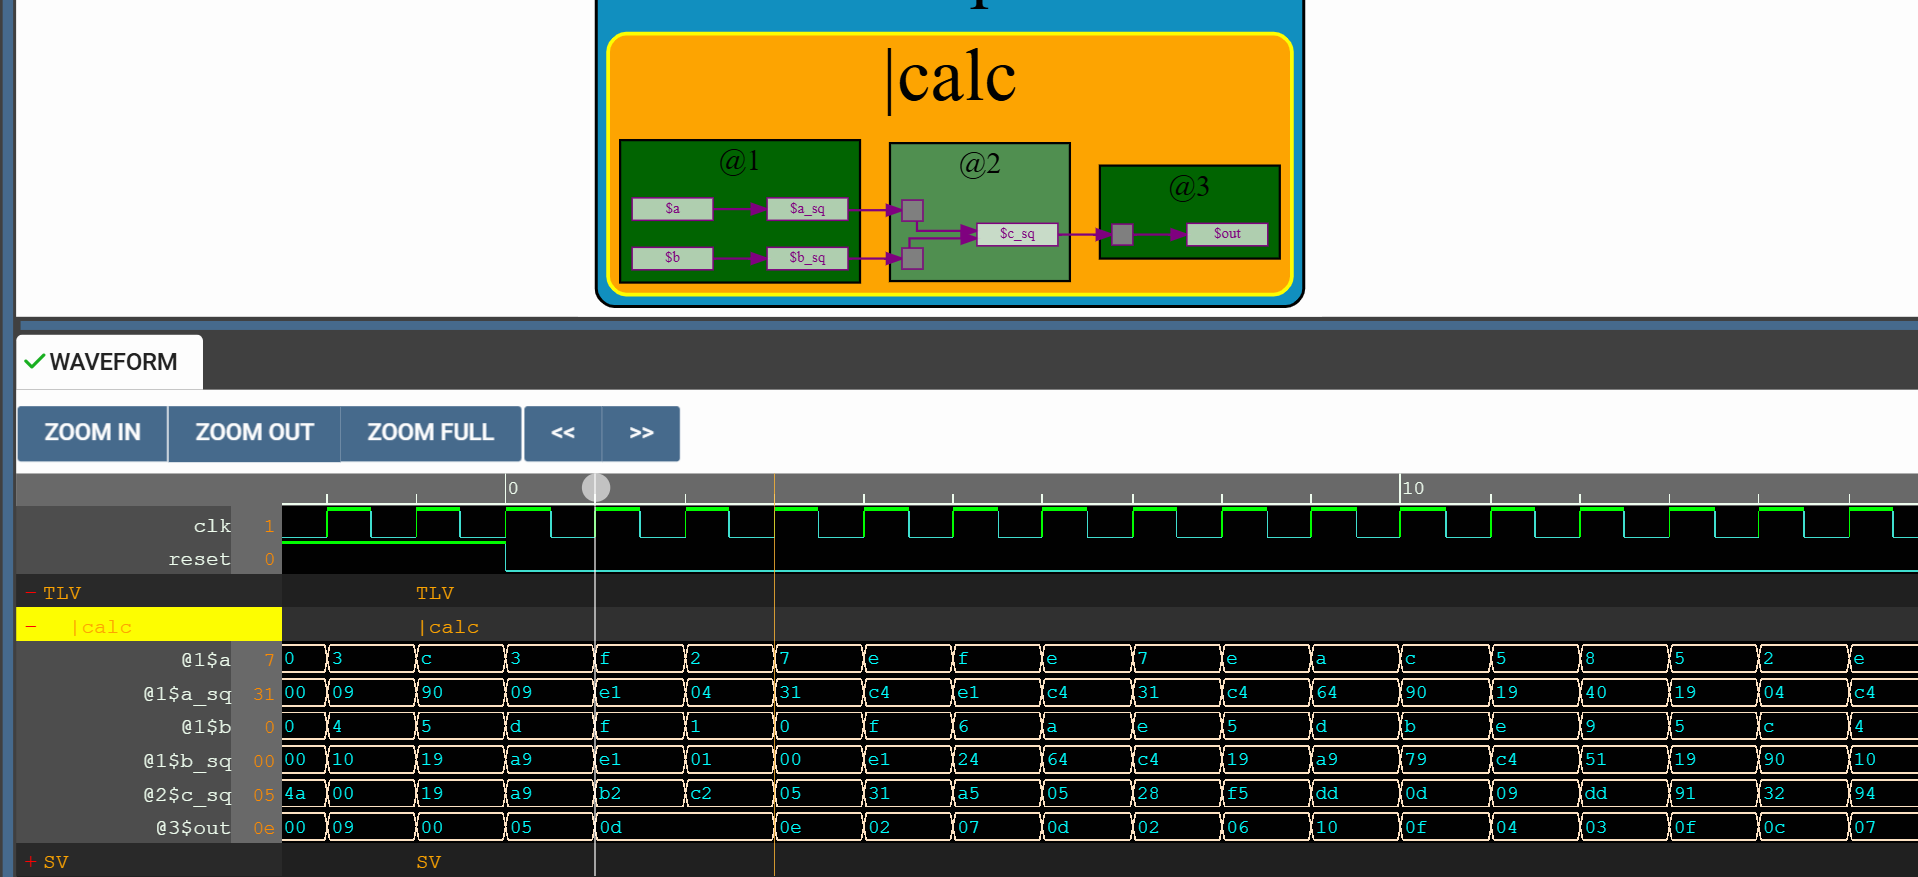 |calc
@1 @2 @3
$a $a_sq $c_sq $out
$b $b_sq
WAVEFORM
ZOOM IN ZOOM OUT ZOOM FULL << >>
0 10
clk 1
reset 0
- TLV TLV
- |calc |calc
@1$a 7 0 3 c 3 f 2 7 e f e 7 e a c 5 8 5 2 e
@1$a_sq 31 00 09 90 09 e1 04 31 c4 e1 c4 31 c4 64 90 19 40 19 04 c4
@1$b 0 0 4 5 d f 1 0 f 6 a e 5 d b e 9 5 c 4
@1$b_sq 00 00 10 19 a9 e1 01 00 e1 24 64 c4 19 a9 79 c4 51 19 90 10
@2$c_sq 05 4a 00 19 a9 b2 c2 05 31 a5 05 28 f5 dd 0d 09 dd 91 32 94
@3$out 0e 00 09 00 05 0d 0e 02 07 0d 02 06 10 0f 04 03 0f 0c 07
+ SV SV